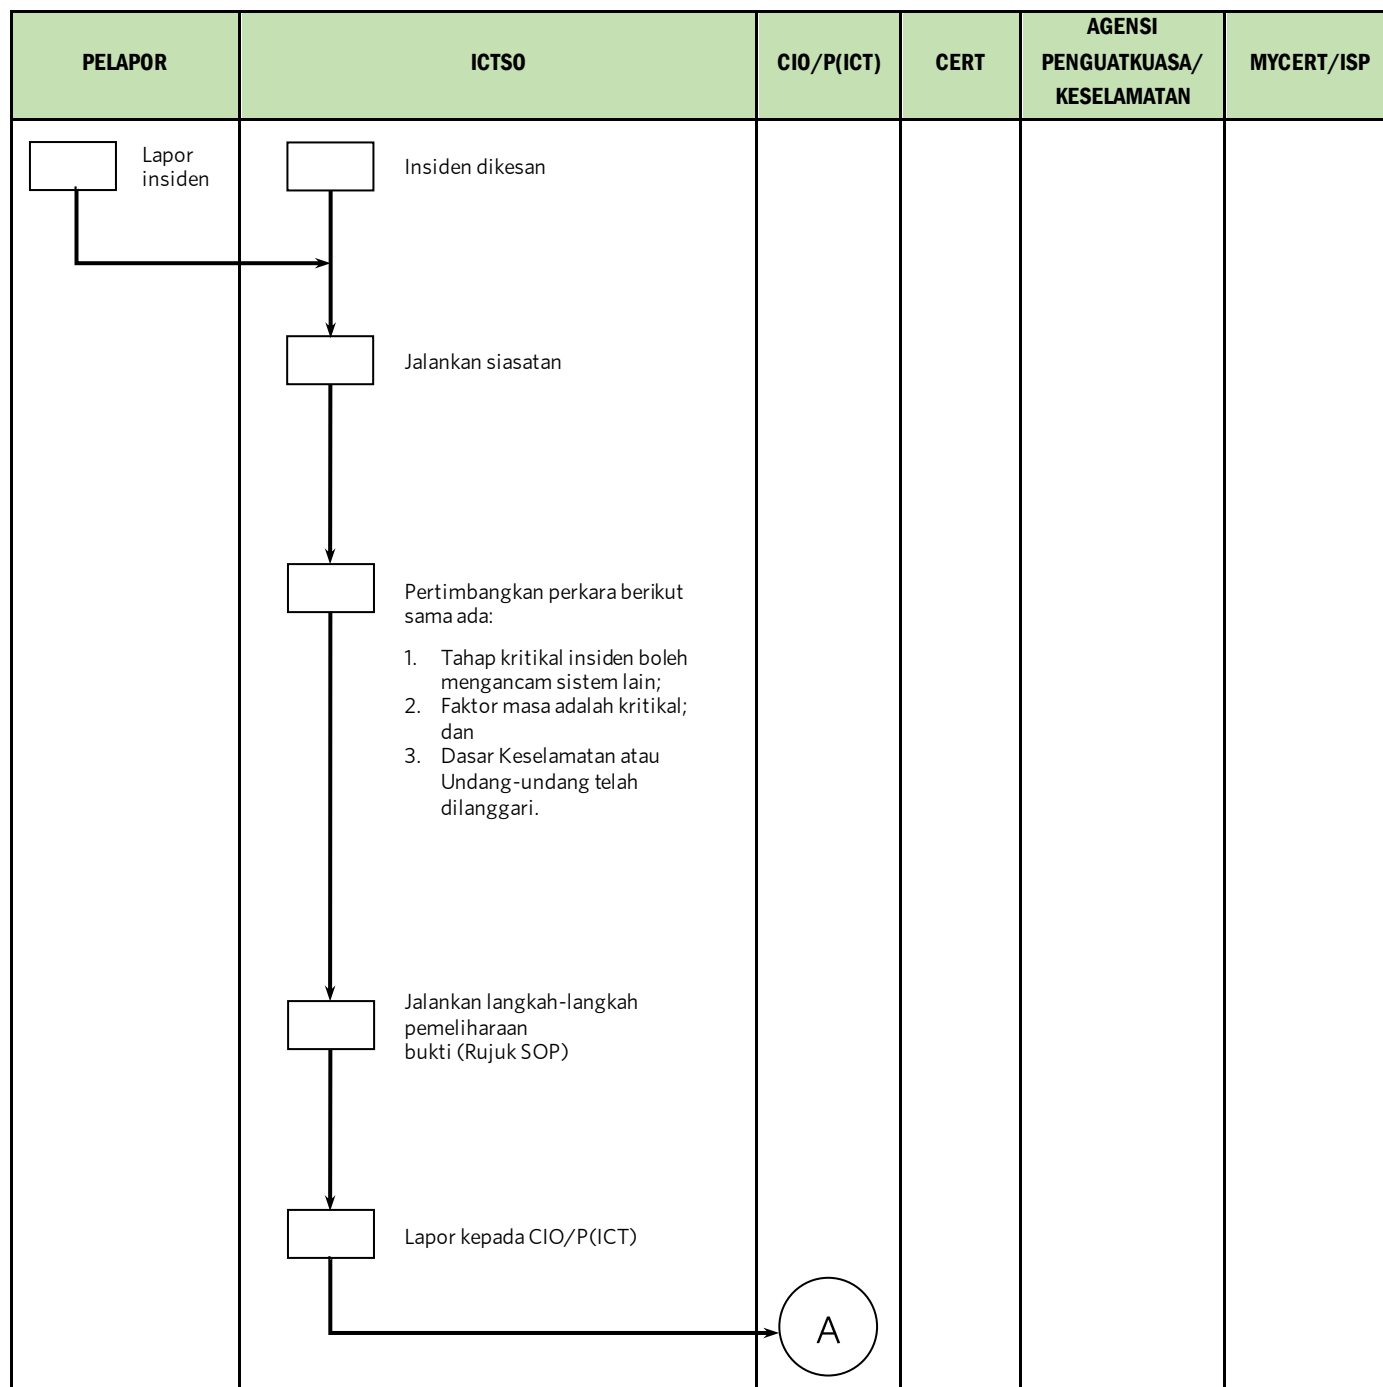 PELAPOR
ICTSO
CIO/P(ICT)
CERT
AGENSI
PENGUATKUASA/
KESELAMATAN
MYCERT/ISP
Lapor
insiden
Insiden dikesan
Jalankan siasatan
Pertimbangkan perkara berikut
sama ada:
1. Tahap kritikal insiden boleh
mengancam sistem lain;
2. Faktor masa adalah kritikal;
dan
3. Dasar Keselamatan atau
Undang-undang telah
dilanggari.
Jalankan langkah-langkah
pemeliharaan
bukti (Rujuk SOP)
Lapor kepada CIO/P(ICT)
A